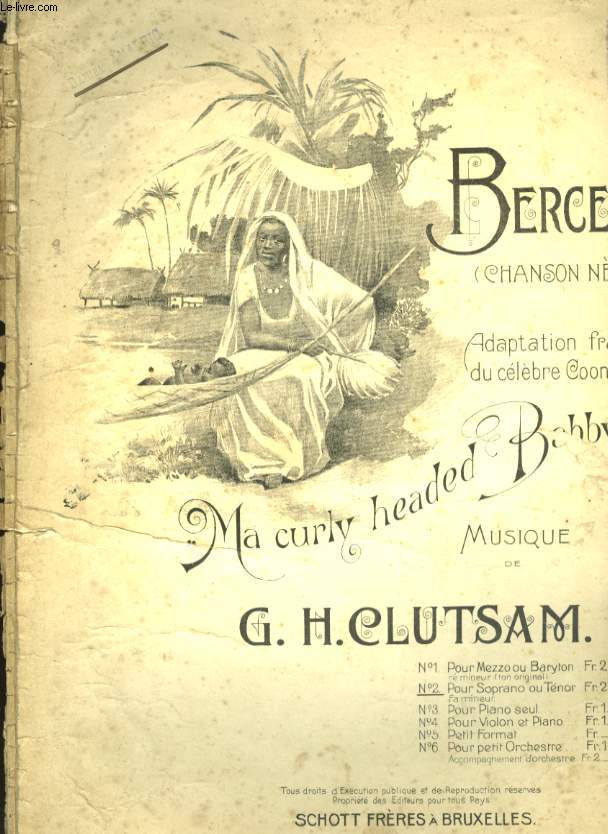 Le-livre.com
BERCE
(CHANSON NÈ
Adaptation fra
du célèbre Coon
Ma curly headed Babby
MUSIQUE
DE
G. H. CLUTSAM.
Nº1. Pour Mezzo ou Baryton Fr. 2
ré mineur (ton original)
Nº2. Pour Soprano ou Ténor Fr. 2
Fa mineur.
Nº3. Pour Piano seul. Fr. 1.
Nº4. Pour Violon et Piano Fr. 1.
Nº5. Petit Format Fr. _
Nº6. Pour petit Orchestre. Fr. 1
Accompagnement d'orchestre Fr. 2._
Tous droits d'Exécution publique et de Reproduction réservés
Propriété des Editeurs pour tous Pays
SCHOTT FRÈRES À BRUXELLES.